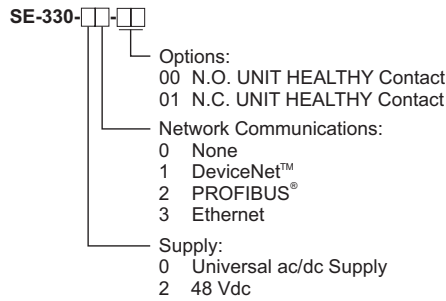 SE-330-□□-□□
Options:
00 N.O. UNIT HEALTHY Contact
01 N.C. UNIT HEALTHY Contact
Network Communications:
0 None
1 DeviceNet™
2 PROFIBUS®
3 Ethernet
Supply:
0 Universal ac/dc Supply
2 48 Vdc